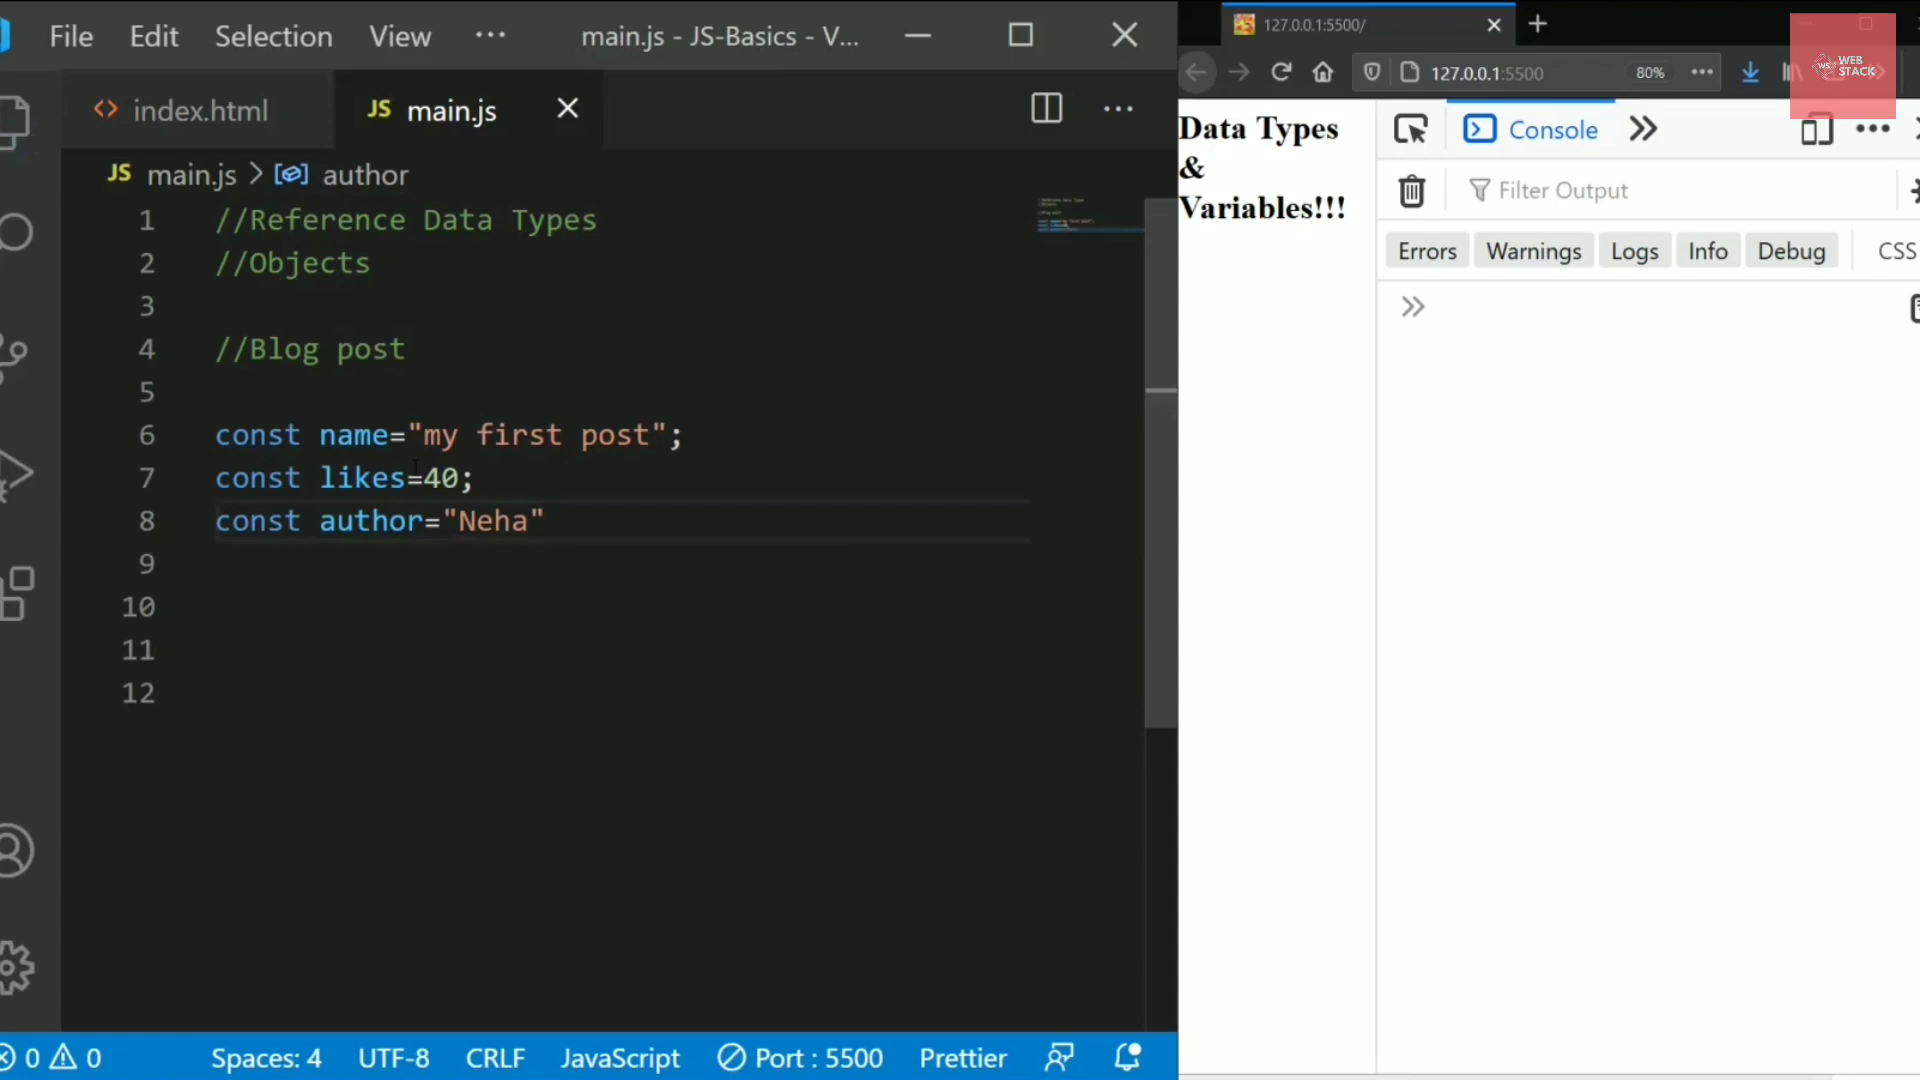 File Edit Selection View ··· main.js - JS-Basics - V...
index.html JS main.js
JS main.js > author
1 //Reference Data Types
2 //Objects
3
4 //Blog post
5
6 const name="my first post";
7 const likes=40;
8 const author="Neha"
9
10
11
12
0 0 Spaces: 4 UTF-8 CRLF JavaScript Port : 5500 Prettier
127.0.0.1:5500/
127.0.0.1:5500 80%
WEB
STACK
WS
Data Types
&
Variables!!!
Console
Filter Output
Errors Warnings Logs Info Debug CSS